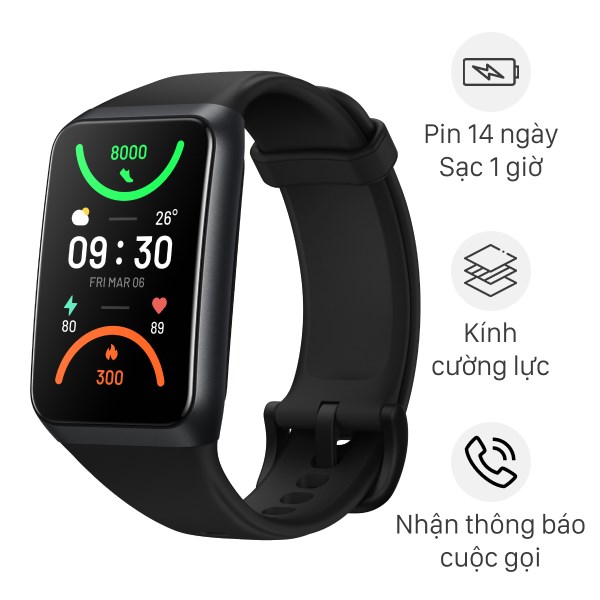 8000
26°
09:30
FRI MAR 06
80
89
300
Pin 14 ngày
Sạc 1 giờ
Kính
cường lực
Nhận thông báo
cuộc gọi